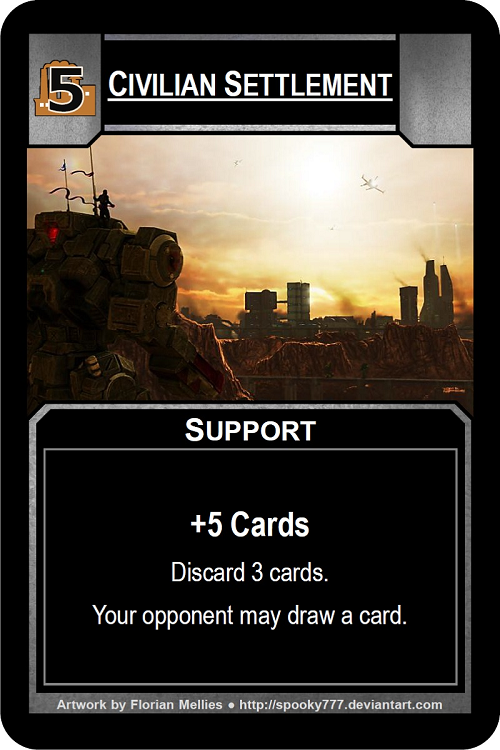 5
CIVILIAN SETTLEMENT
SUPPORT
+5 Cards
Discard 3 cards.
Your opponent may draw a card.
Artwork by Florian Mellies ● http://spooky777.deviantart.com